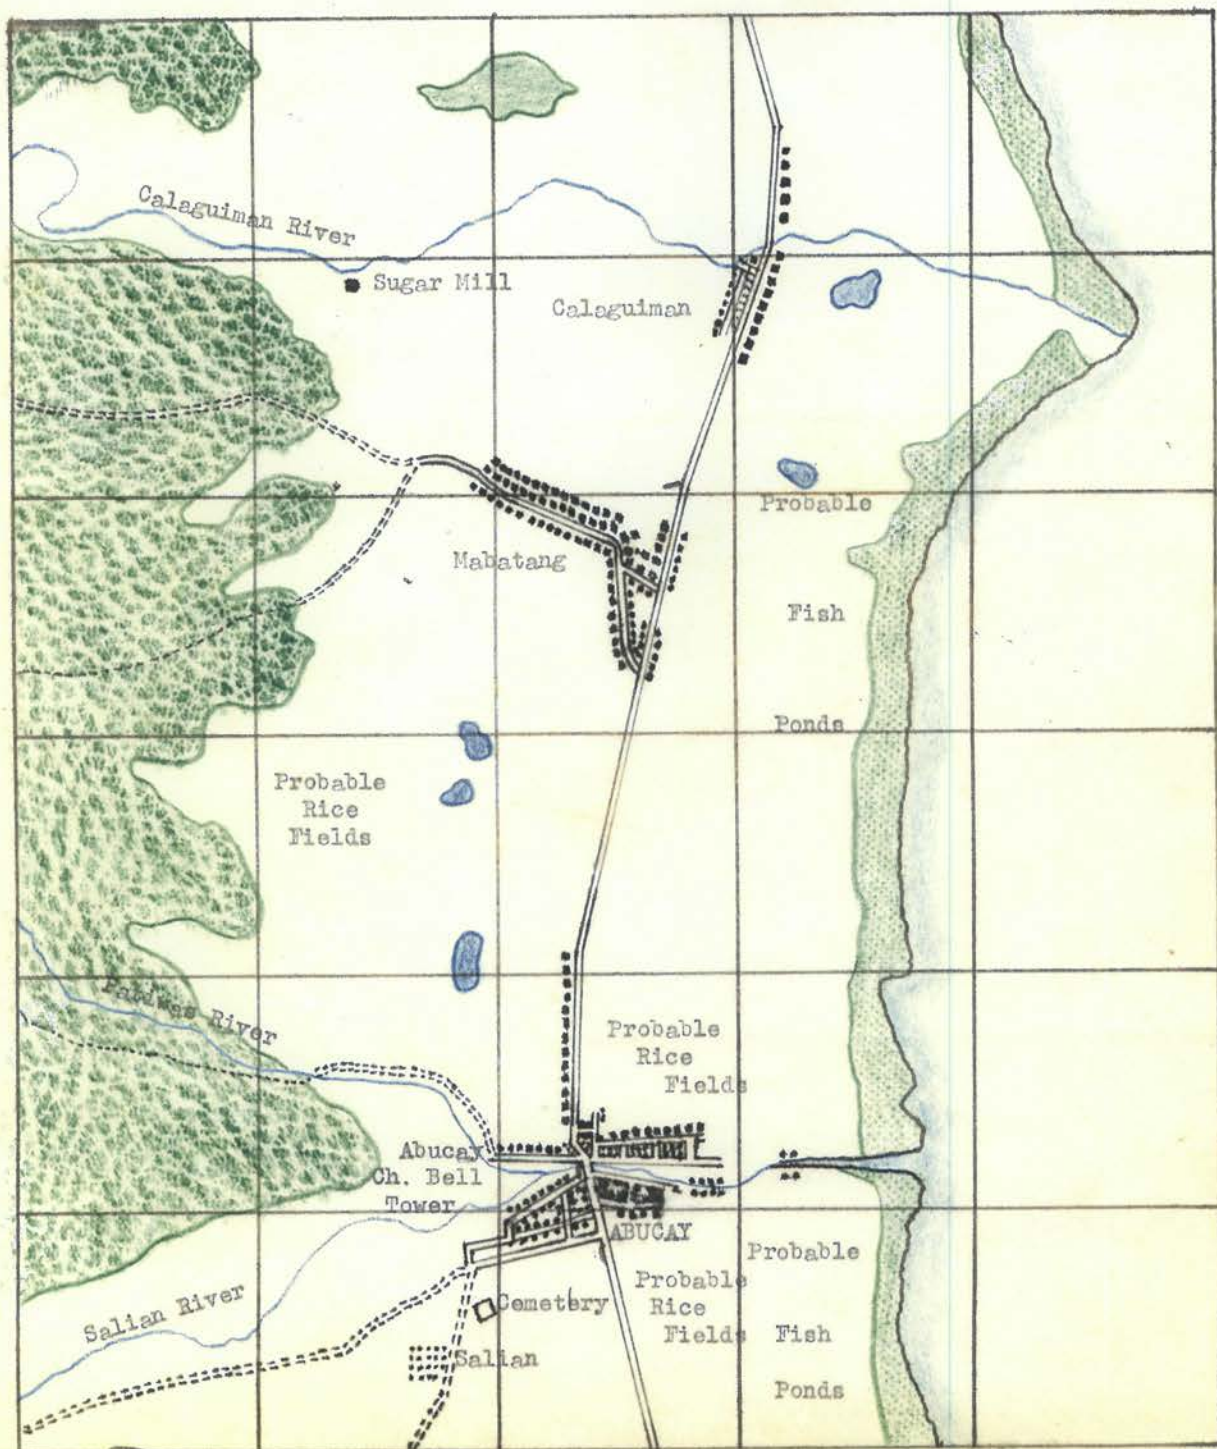 Calaguiman River
Sugar Mill
Calaguiman
Probable
Mabatang
Fish
Ponds
Probable
Rice
Fields
River
Probable
Rice
Fields
Abucay
Ch. Bell
Tower
ABUCAY
Probable
Probable
Rice
Fields
Fish
Ponds
Salian River
Cemetery
Salian